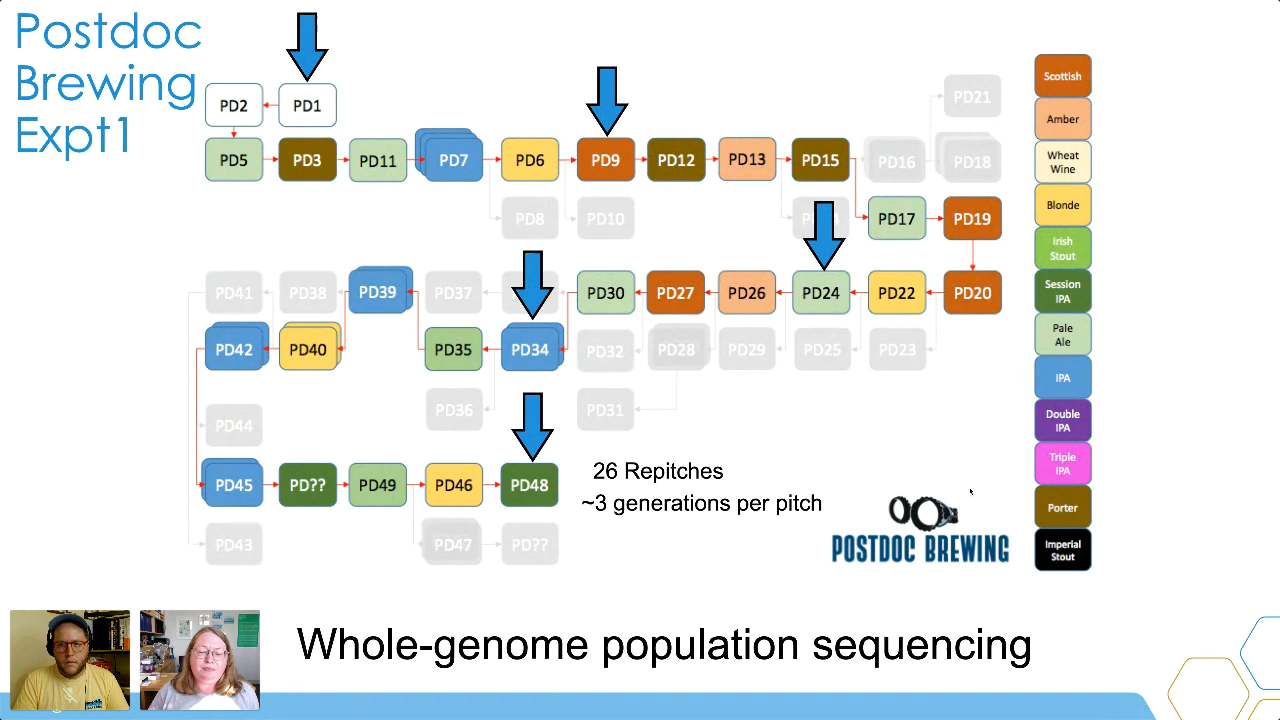 Postdoc
Brewing
Expt1
PD2
PD1
PD21
PD5
PD3
PD11
PD7
PD6
PD9
PD12
PD13
PD15
PD16
PD18
PD8
PD10
PD17
PD19
PD41
PD38
PD39
PD37
PD30
PD27
PD26
PD24
PD22
PD20
PD42
PD40
PD35
PD34
PD32
PD28
PD29
PD25
PD23
PD36
PD31
PD44
PD45
PD??
PD49
PD46
PD48
PD43
PD47
PD??
26 Repitches
~3 generations per pitch
POSTDOC BREWING
Scottish
Amber
Wheat
Wine
Blonde
Irish
Stout
Session
IPA
Pale
Ale
IPA
Double
IPA
Triple
IPA
Porter
Imperial
Stout
Whole-genome population sequencing